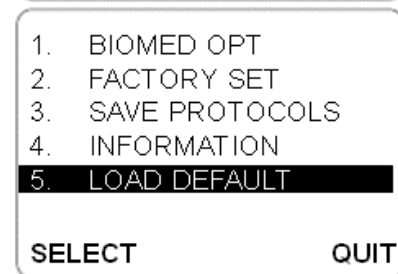 1. BIOMED OPT
2. FACTORY SET
3. SAVE PROTOCOLS
4. INFORMATION
5. LOAD DEFAULT
SELECT QUIT